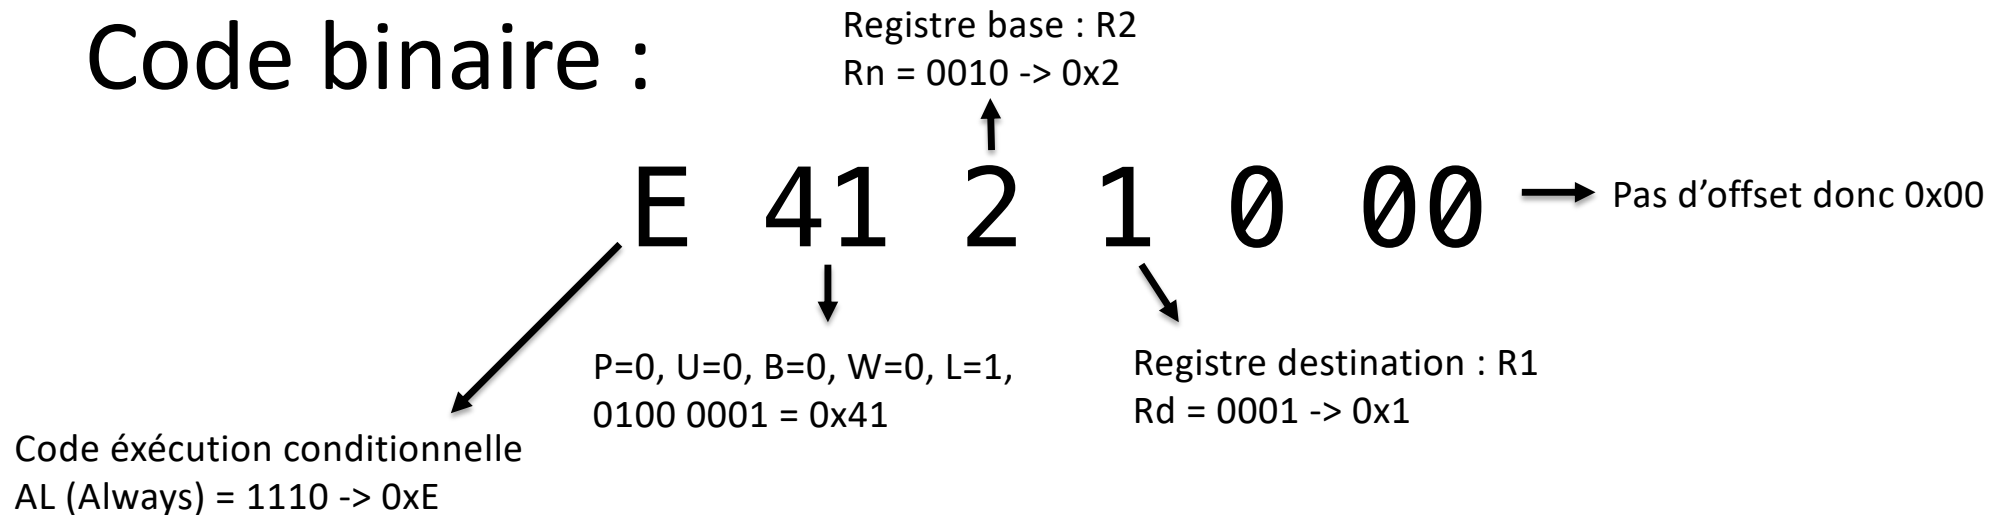 Code binaire :
Registre base : R2
Rn = 0010 -> 0x2
E 41 2 1 0 00
Pas d’offset donc 0x00
P=0, U=0, B=0, W=0, L=1,
0100 0001 = 0x41
Registre destination : R1
Rd = 0001 -> 0x1
Code éxécution conditionnelle
AL (Always) = 1110 -> 0xE